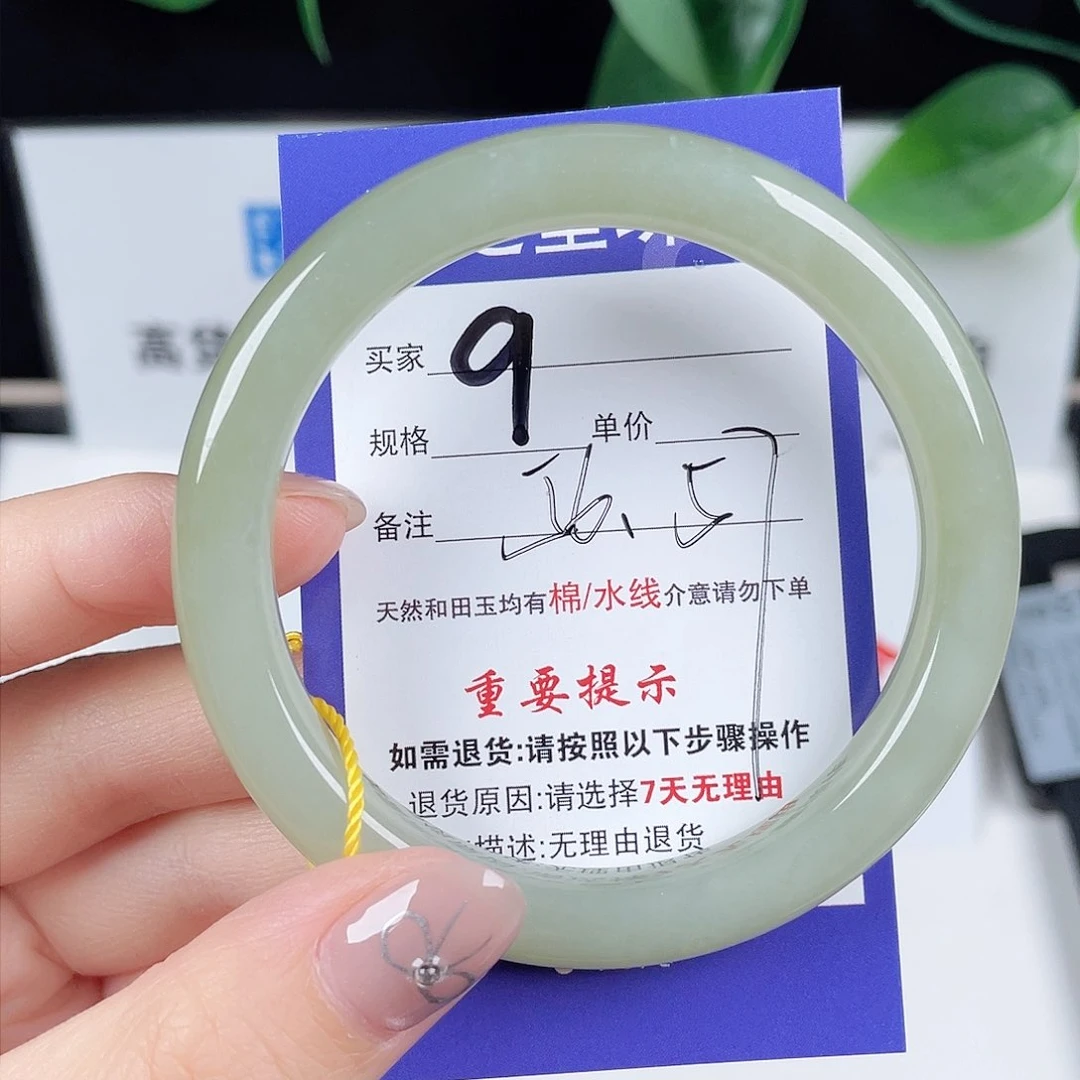 高货
买家 9
规格 单价
备注 56.5
天然和田玉均有棉/水线介意请勿下单
重要提示
如需退货:请按照以下步骤操作
退货原因:请选择7天无理由
描述:无理由退货